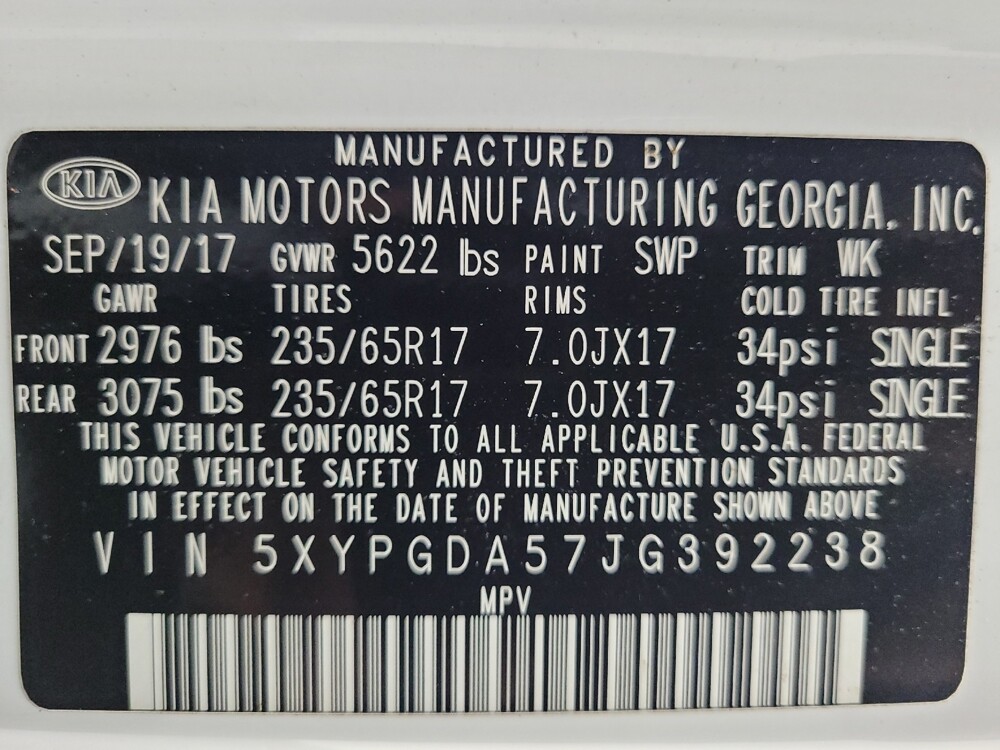 MANUFACTURED BY
KIA KIA MOTORS MANUFACTURING GEORGIA, INC.
SEP/19/17 GVWR 5622 lbs PAINT SWP TRIM WK
GAWR TIRES RIMS COLD TIRE INFL
FRONT 2976 lbs 235/65R17 7.0JX17 34psi SINGLE
REAR 3075 lbs 235/65R17 7.0JX17 34psi SINGLE
THIS VEHICLE CONFORMS TO ALL APPLICABLE U.S.A. FEDERAL
MOTOR VEHICLE SAFETY AND THEFT PREVENTION STANDARDS
IN EFFECT ON THE DATE OF MANUFACTURE SHOWN ABOVE
VIN 5XYPGDA57JG392238
MPV